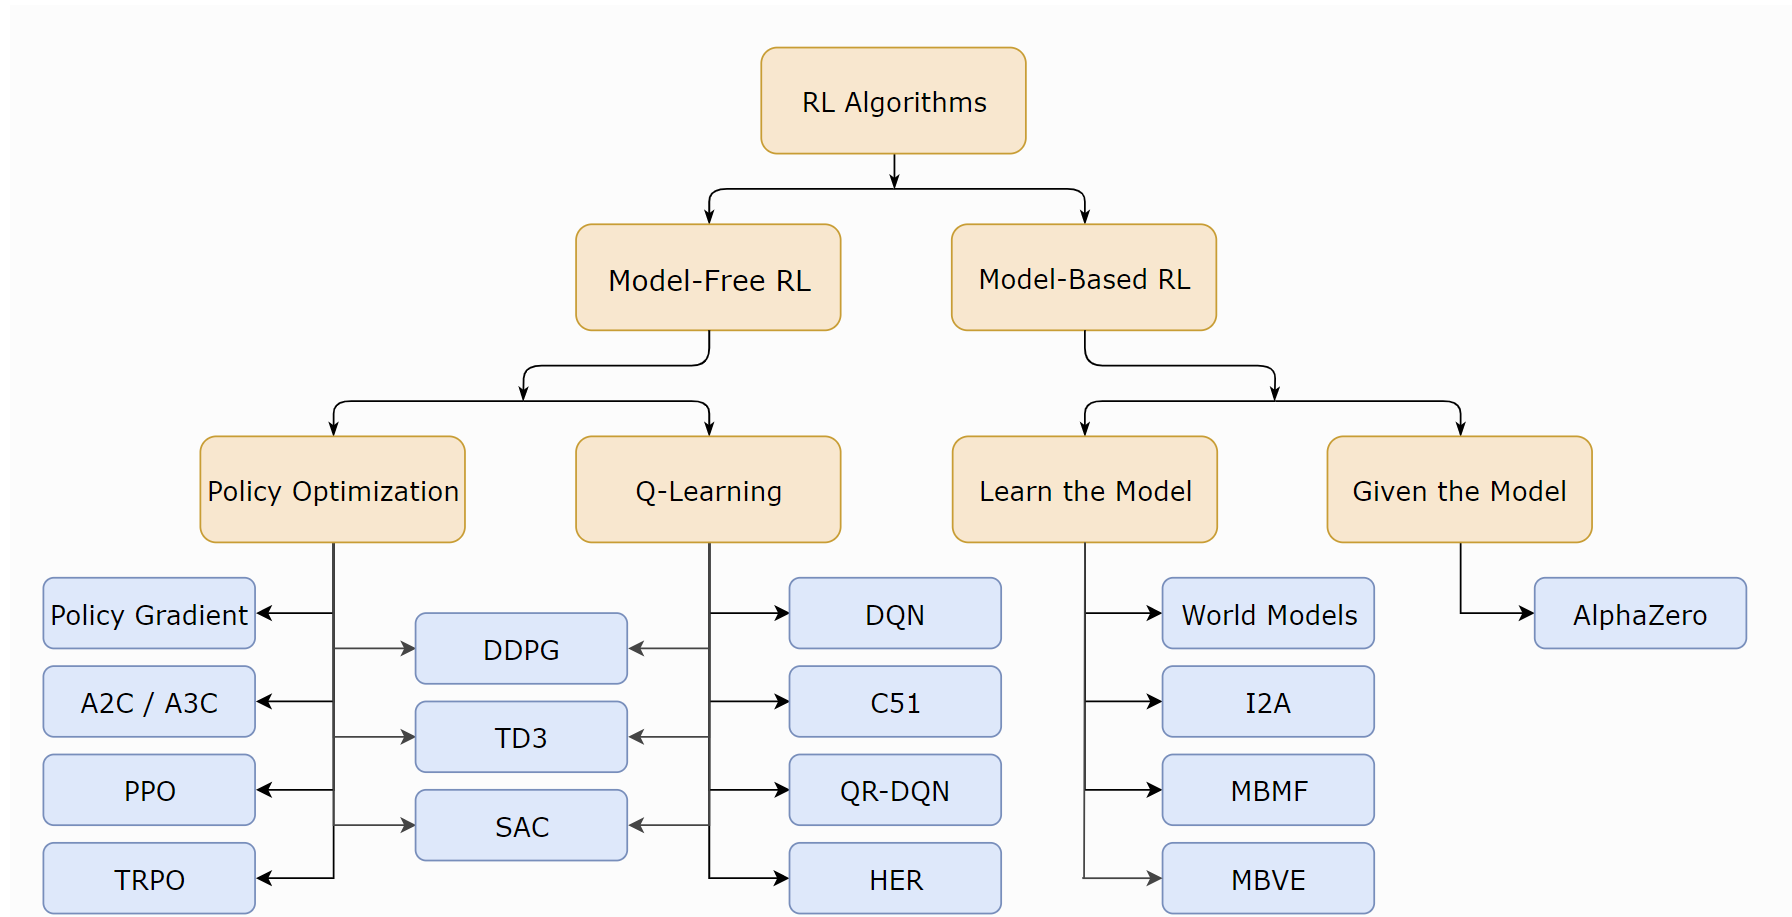 RL Algorithms
Model-Free RL
Model-Based RL
Policy Optimization
Q-Learning
Learn the Model
Given the Model
Policy Gradient
DQN
World Models
AlphaZero
DDPG
A2C / A3C
C51
I2A
TD3
PPO
QR-DQN
MBMF
SAC
TRPO
HER
MBVE